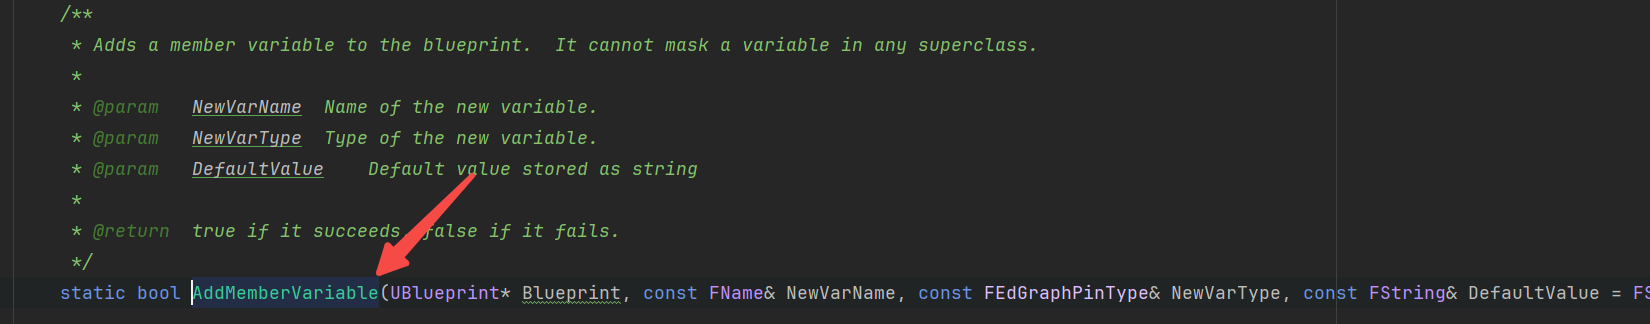 /**
* Adds a member variable to the blueprint.  It cannot mask a variable in any superclass.
*
* @param   NewVarName  Name of the new variable.
* @param   NewVarType  Type of the new variable.
* @param   DefaultValue    Default value stored as string
*
* @return  true if it succeeds, false if it fails.
*/
static bool AddMemberVariable(UBlueprint* Blueprint, const FName& NewVarName, const FEdGraphPinType& NewVarType, const FString& DefaultValue = FS